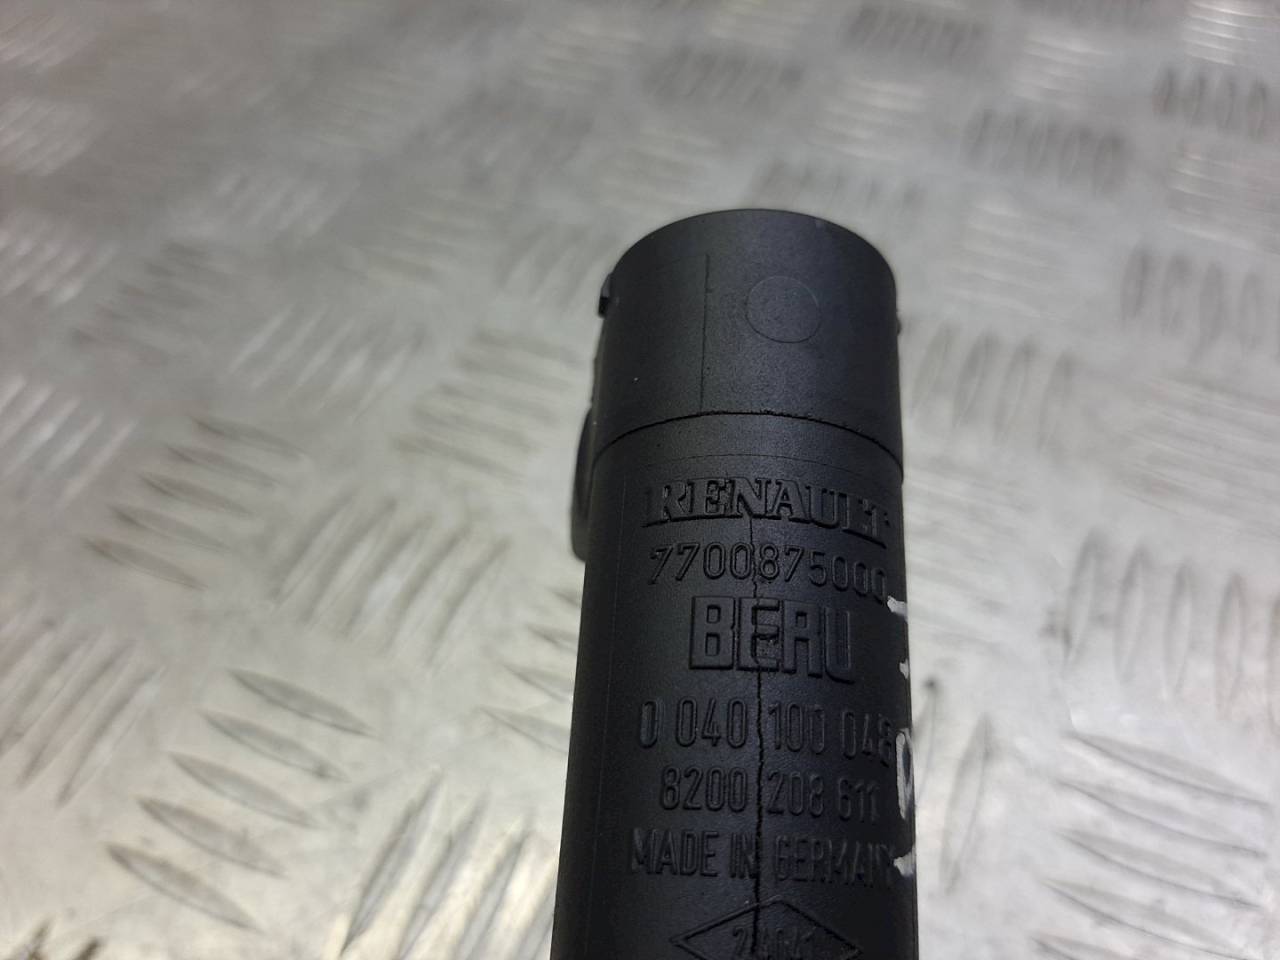 RENAULT
7700875000
BERU
0 040 100 048
8200 208 611
MADE IN GERMANY